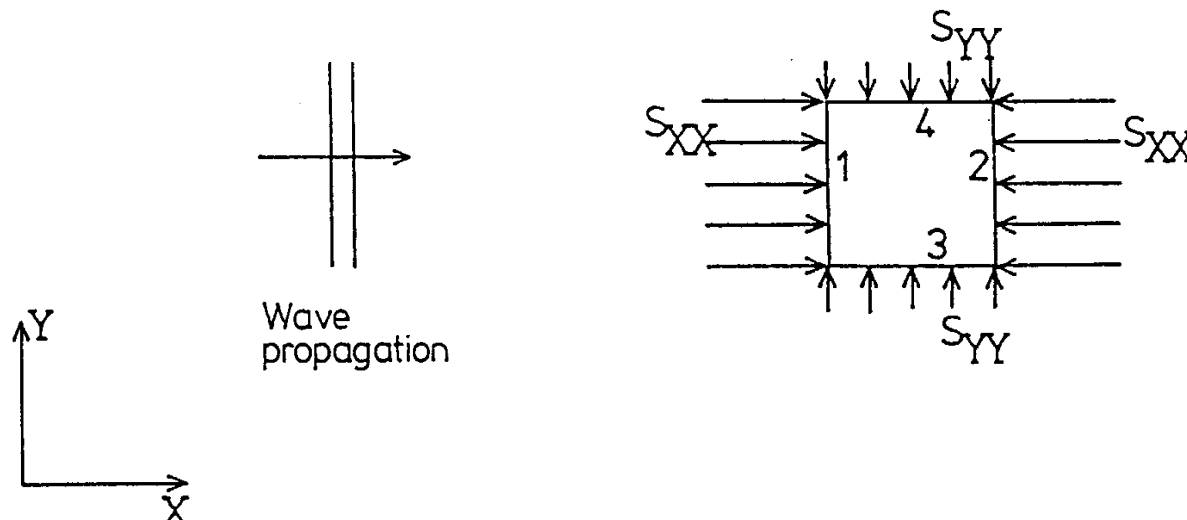 S_YY
S_XX
4
S_XX
1
2
3
Wave
propagation
S_YY
Y
X